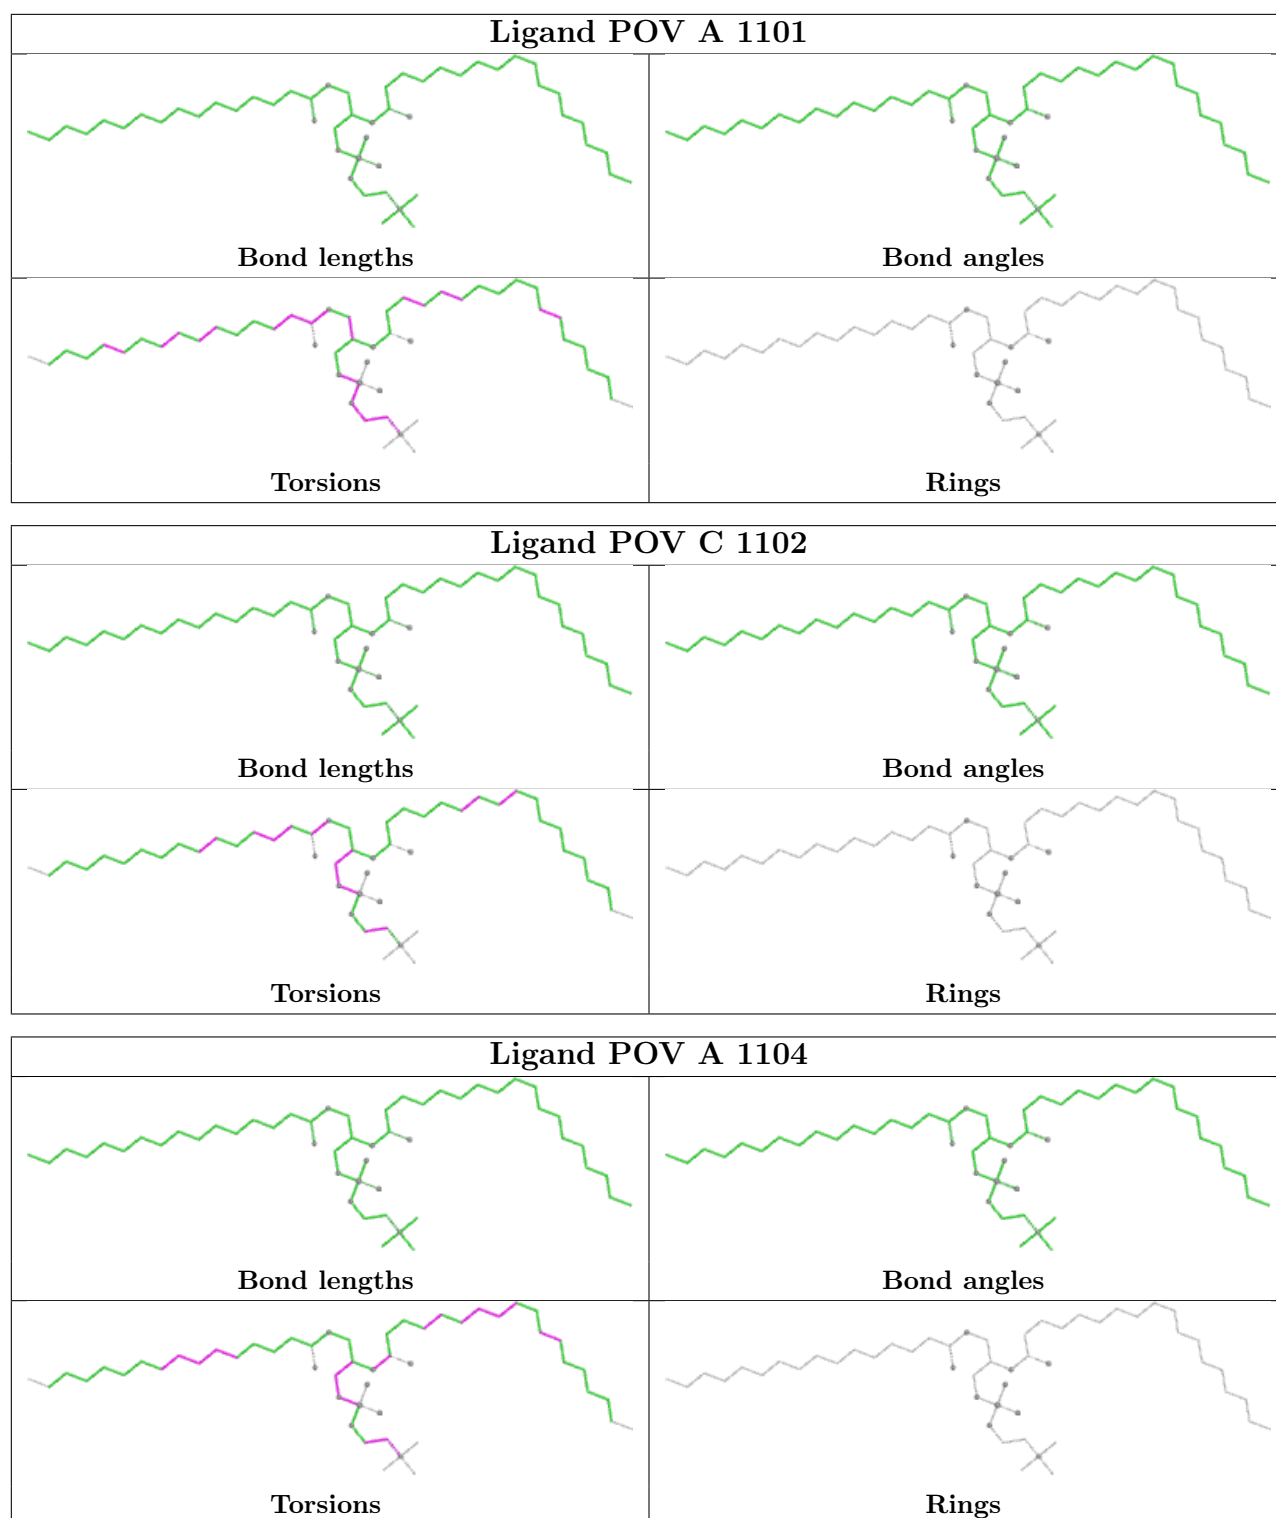 Ligand POV A 1101
Bond lengths
Bond angles
Torsions
Rings
Ligand POV C 1102
Bond lengths
Bond angles
Torsions
Rings
Ligand POV A 1104
Bond lengths
Bond angles
Torsions
Rings